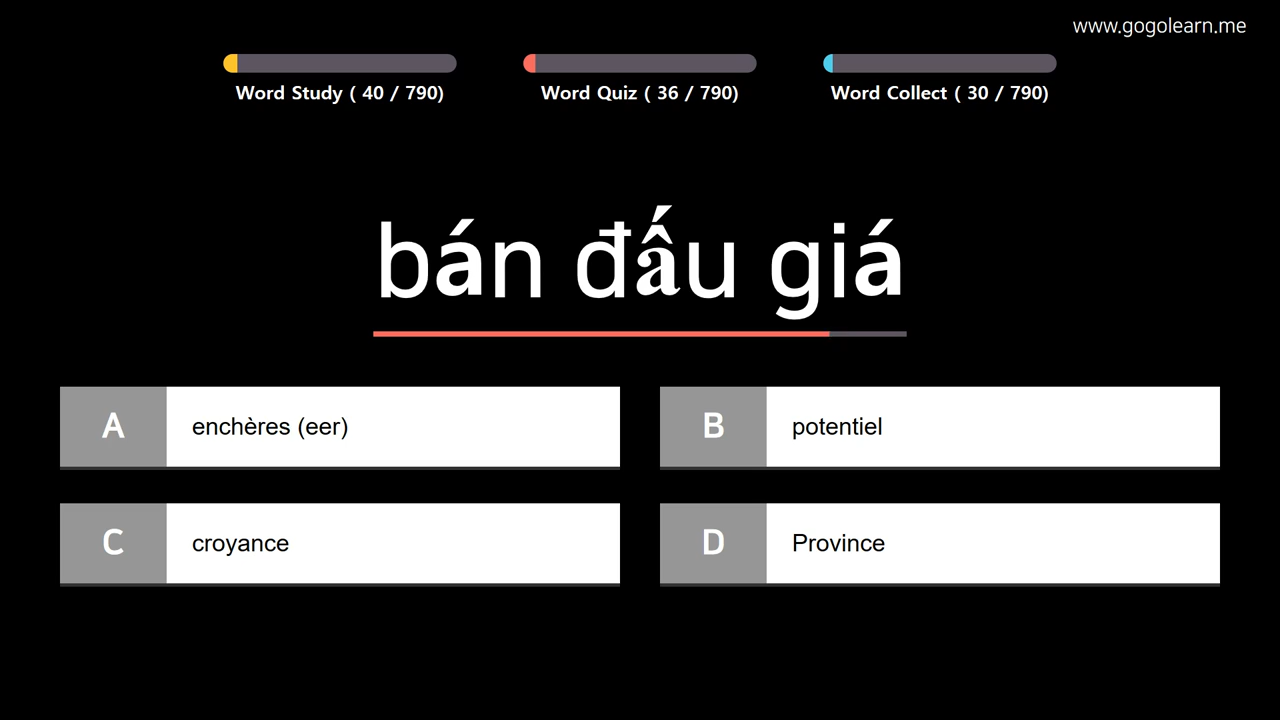 www.gogolearn.me
Word Study ( 40 / 790)
Word Quiz ( 36 / 790)
Word Collect ( 30 / 790)
bán đấu giá
A enchères (eer)
B potentiel
C croyance
D Province